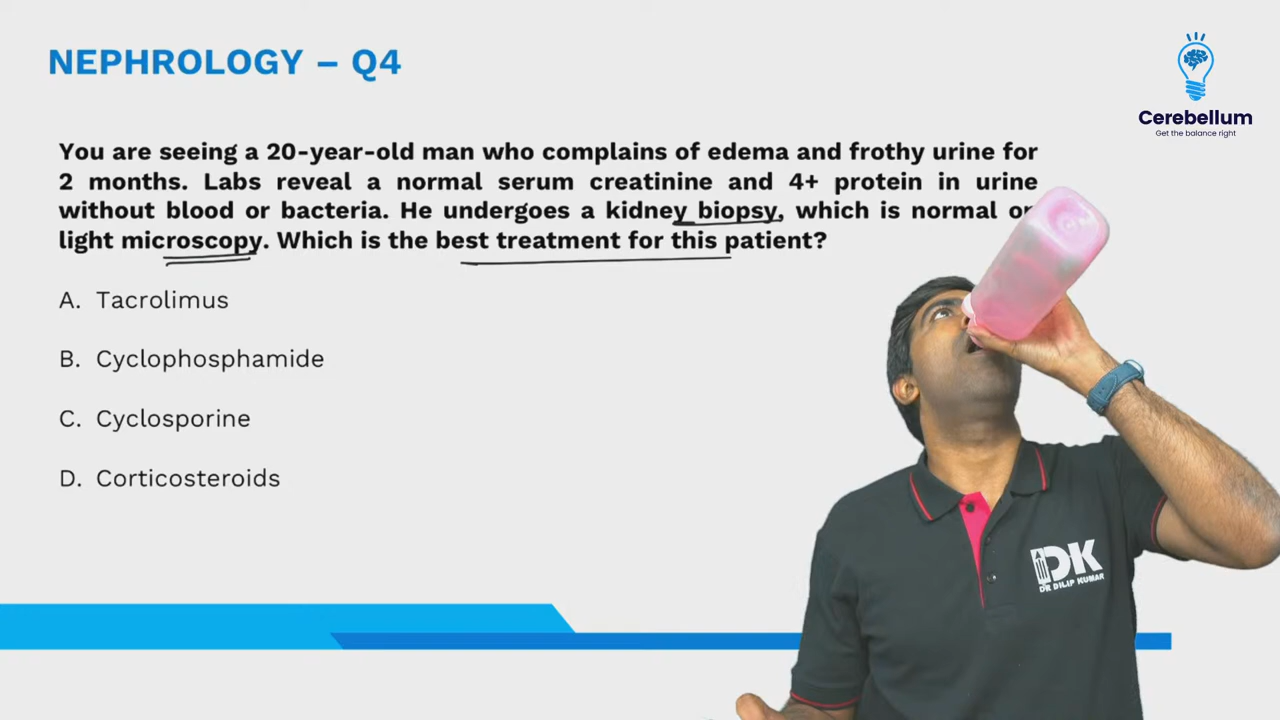 NEPHROLOGY – Q4
Cerebellum
Get the balance right
You are seeing a 20-year-old man who complains of edema and frothy urine for
2 months. Labs reveal a normal serum creatinine and 4+ protein in urine
without blood or bacteria. He undergoes a kidney biopsy, which is normal on
light microscopy. Which is the best treatment for this patient?
A. Tacrolimus
B. Cyclophosphamide
C. Cyclosporine
D. Corticosteroids
DK
DR DILIP KUMAR